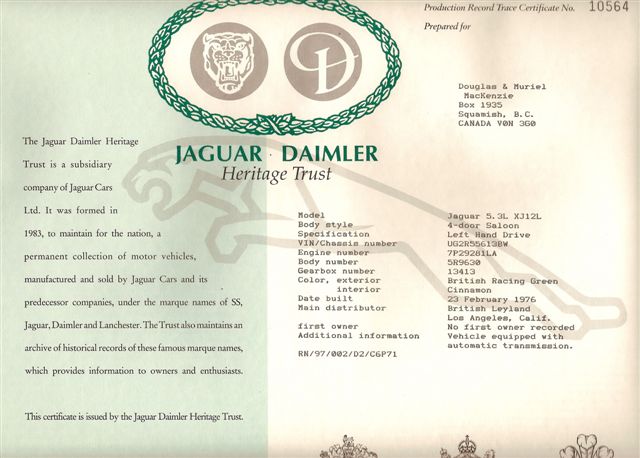 Production Record Trace Certificate No. 10564
Prepared for
Douglas & Muriel
MacKenzie
Box 1935
Squamish, B.C.
CANADA V0N 3G0
JAGUAR · DAIMLER
Heritage Trust
The Jaguar Daimler Heritage
Trust is a subsidiary
company of Jaguar Cars
Ltd. It was formed in
1983, to maintain for the nation, a
permanent collection of motor vehicles,
manufactured and sold by Jaguar Cars and its
predecessor companies, under the marque names of SS,
Jaguar, Daimler and Lanchester. The Trust also maintains an
archive of historical records of these famous marque names,
which provides information to owners and enthusiasts.
This certificate is issued by the Jaguar Daimler Heritage Trust.
Model Jaguar 5.3L XJ12L
Body style 4-door Saloon
Specification Left Hand Drive
VIN/Chassis number UG2R55613BW
Engine number 7P29281LA
Body number 5R9630
Gearbox number 13413
Color, exterior British Racing Green
interior Cinnamon
Date built 23 February 1976
Main distributor British Leyland
Los Angeles, Calif.
first owner No first owner recorded
Additional information Vehicle equipped with
automatic transmission.
RN/97/002/D2/C6P71